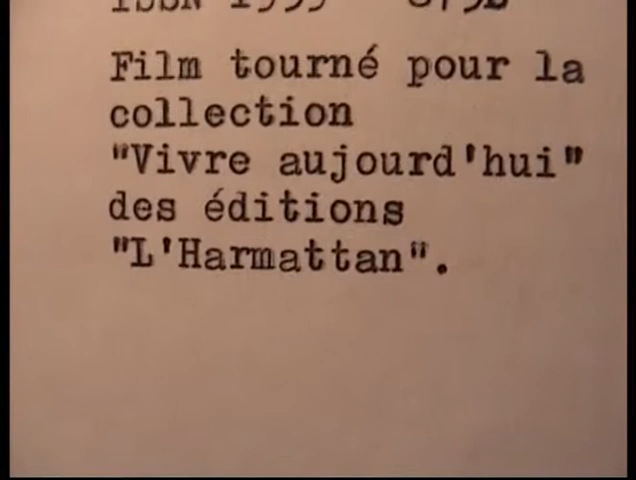 Film tourné pour la
collection
"Vivre aujourd'hui"
des éditions
"L'Harmattan".